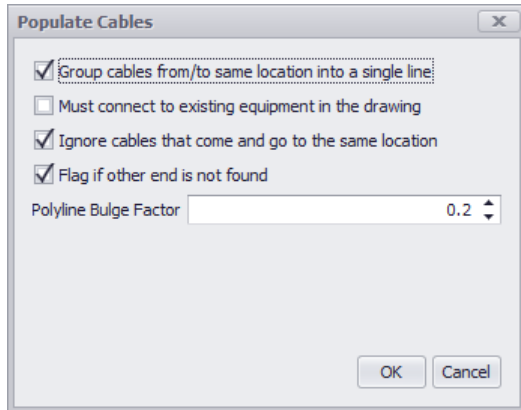 Populate Cables
Group cables from/to same location into a single line
Must connect to existing equipment in the drawing
Ignore cables that come and go to the same location
Flag if other end is not found
Polyline Bulge Factor 0.2
OK Cancel